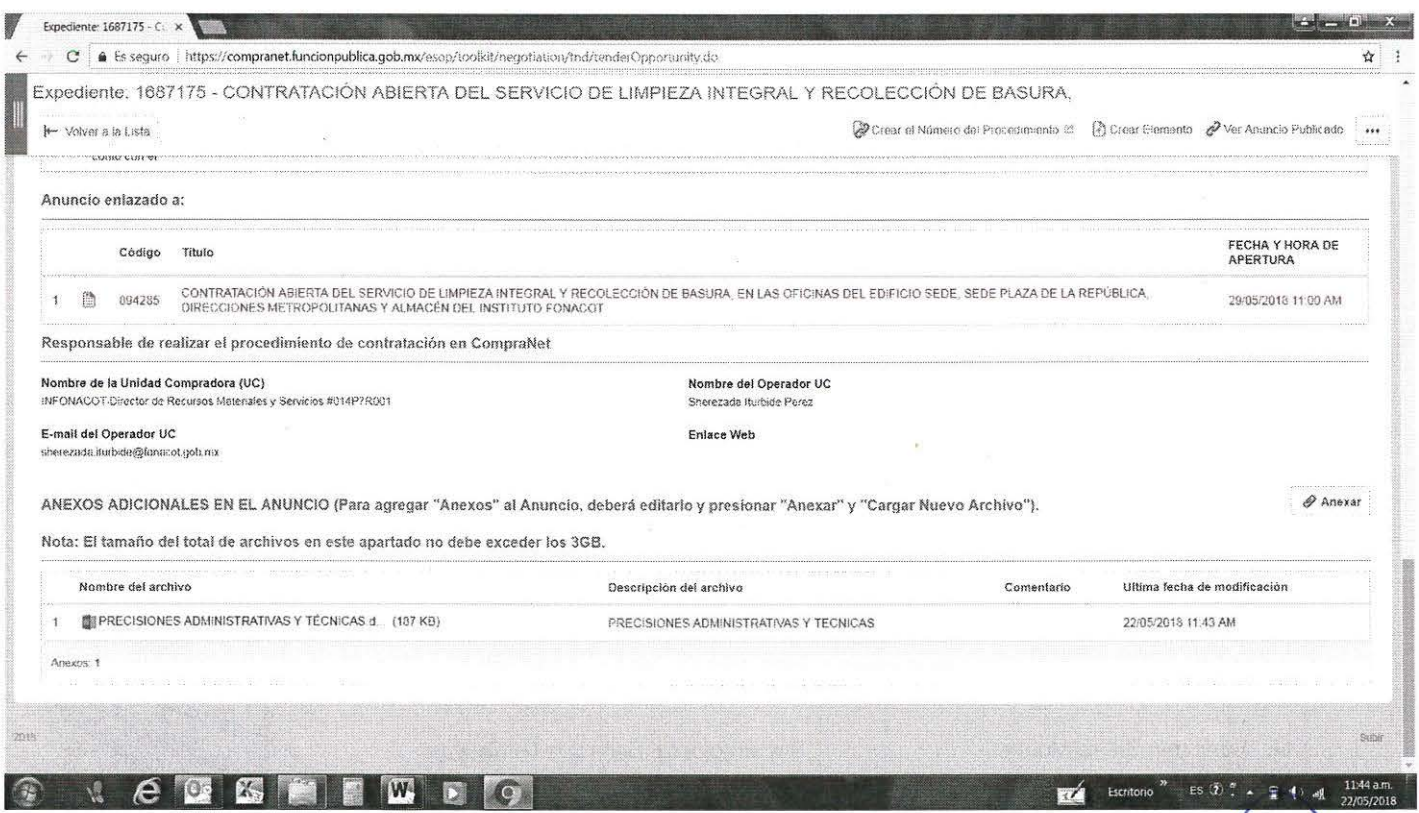 Expediente: 1687175 - C
Es seguro | https://compranet.funcionpublica.gob.mx/esop/toolkit/negotiation/tnd/tenderOpportunity.do
Expediente: 1687175 - CONTRATACIÓN ABIERTA DEL SERVICIO DE LIMPIEZA INTEGRAL Y RECOLECCIÓN DE BASURA,
Volver a la Lista
Crear el Número del Procedimiento
Crear Elemento
Ver Anuncio Publicado
como con el
Anuncio enlazado a:
Código Título FECHA Y HORA DE
APERTURA
1 894285 CONTRATACIÓN ABIERTA DEL SERVICIO DE LIMPIEZA INTEGRAL Y RECOLECCIÓN DE BASURA, EN LAS OFICINAS DEL EDIFICIO SEDE, SEDE PLAZA DE LA REPÚBLICA, 29/05/2018 11:00 AM
DIRECCIONES METROPOLITANAS Y ALMACÉN DEL INSTITUTO FONACOT
Responsable de realizar el procedimiento de contratación en CompraNet
Nombre de la Unidad Compradora (UC) Nombre del Operador UC
INFONACOT-Director de Recursos Materiales y Servicios #014P7R001 Sherezada Iturbide Perez
E-mail del Operador UC Enlace Web
sherezada.iturbide@fonacot.gob.mx
ANEXOS ADICIONALES EN EL ANUNCIO (Para agregar "Anexos" al Anuncio, deberá editarlo y presionar "Anexar" y "Cargar Nuevo Archivo"). Anexar
Nota: El tamaño del total de archivos en este apartado no debe exceder los 3GB.
Nombre del archivo Descripción del archivo Comentario Ultima fecha de modificación
1 PRECISIONES ADMINISTRATIVAS Y TÉCNICAS d... (187 KB) PRECISIONES ADMINISTRATIVAS Y TECNICAS 22/05/2018 11:43 AM
Anexos: 1
2018 Subir
Escritorio » ES 11:44 a.m.
22/05/2018